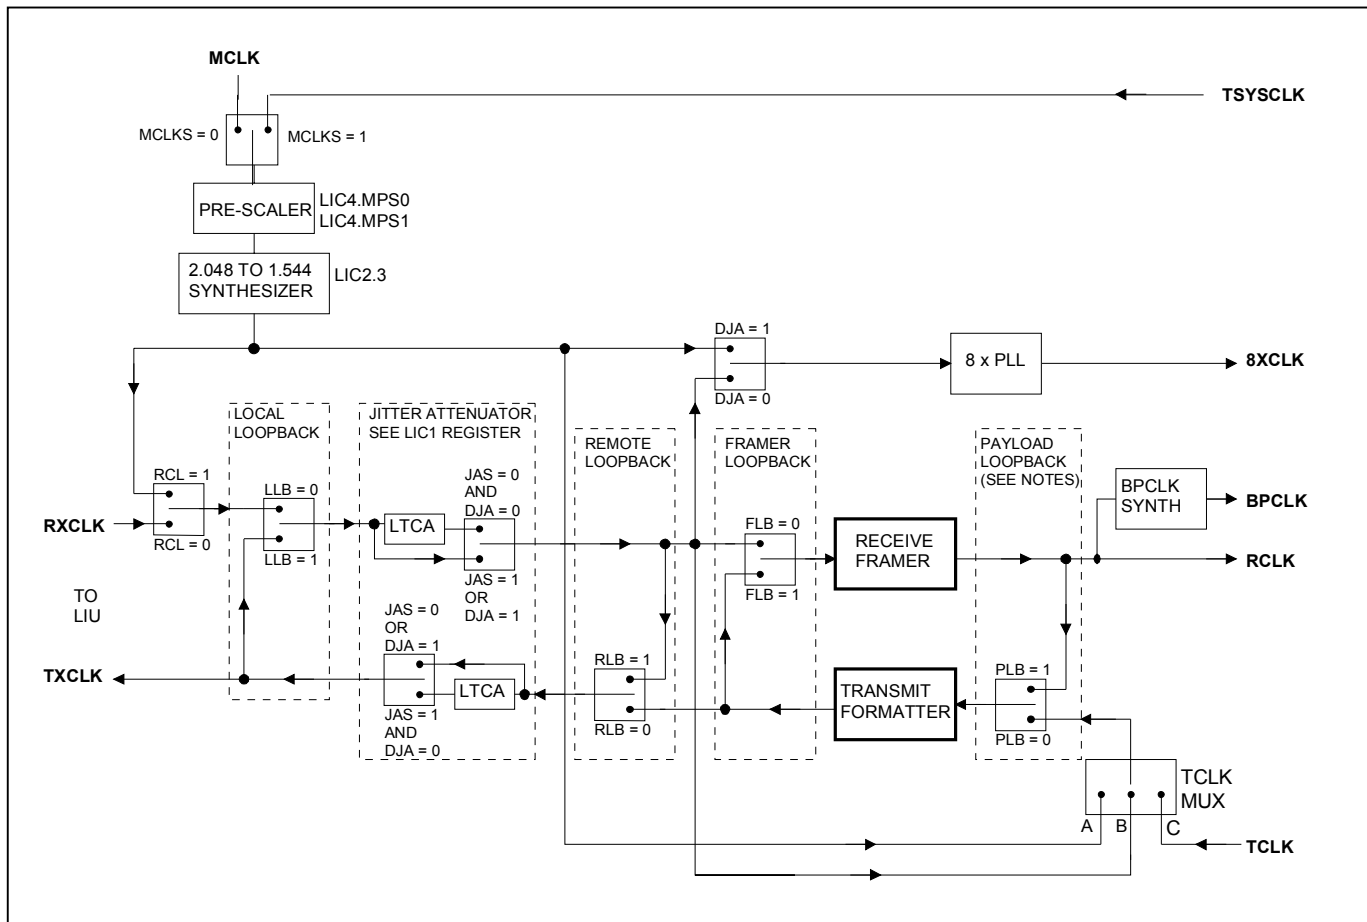 MCLK
TSYSCLK
MCLKS = 0
MCLKS = 1
PRE-SCALER
LIC4.MPS0
LIC4.MPS1
2.048 TO 1.544
SYNTHESIZER
LIC2.3
DJA = 1
DJA = 0
8 x PLL
8XCLK
LOCAL
LOOPBACK
JITTER ATTENUATOR
SEE LIC1 REGISTER
REMOTE
LOOPBACK
FRAMER
LOOPBACK
PAYLOAD
LOOPBACK
(SEE NOTES)
RCL = 1
RCL = 0
RXCLK
LLB = 0
LLB = 1
LTCA
JAS = 0
AND
DJA = 0
JAS = 1
OR
DJA = 1
FLB = 0
FLB = 1
RECEIVE
FRAMER
BPCLK
SYNTH
BPCLK
RCLK
TO
LIU
TXCLK
JAS = 0
OR
DJA = 1
JAS = 1
AND
DJA = 0
LTCA
RLB = 1
RLB = 0
TRANSMIT
FORMATTER
PLB = 1
PLB = 0
TCLK
MUX
A
B
C
TCLK